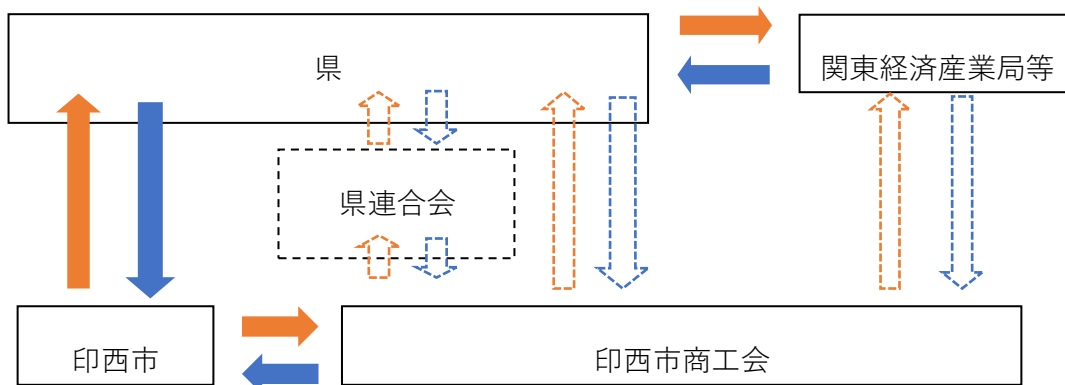 県
関東経済産業局等
県連合会
印西市
印西市商工会